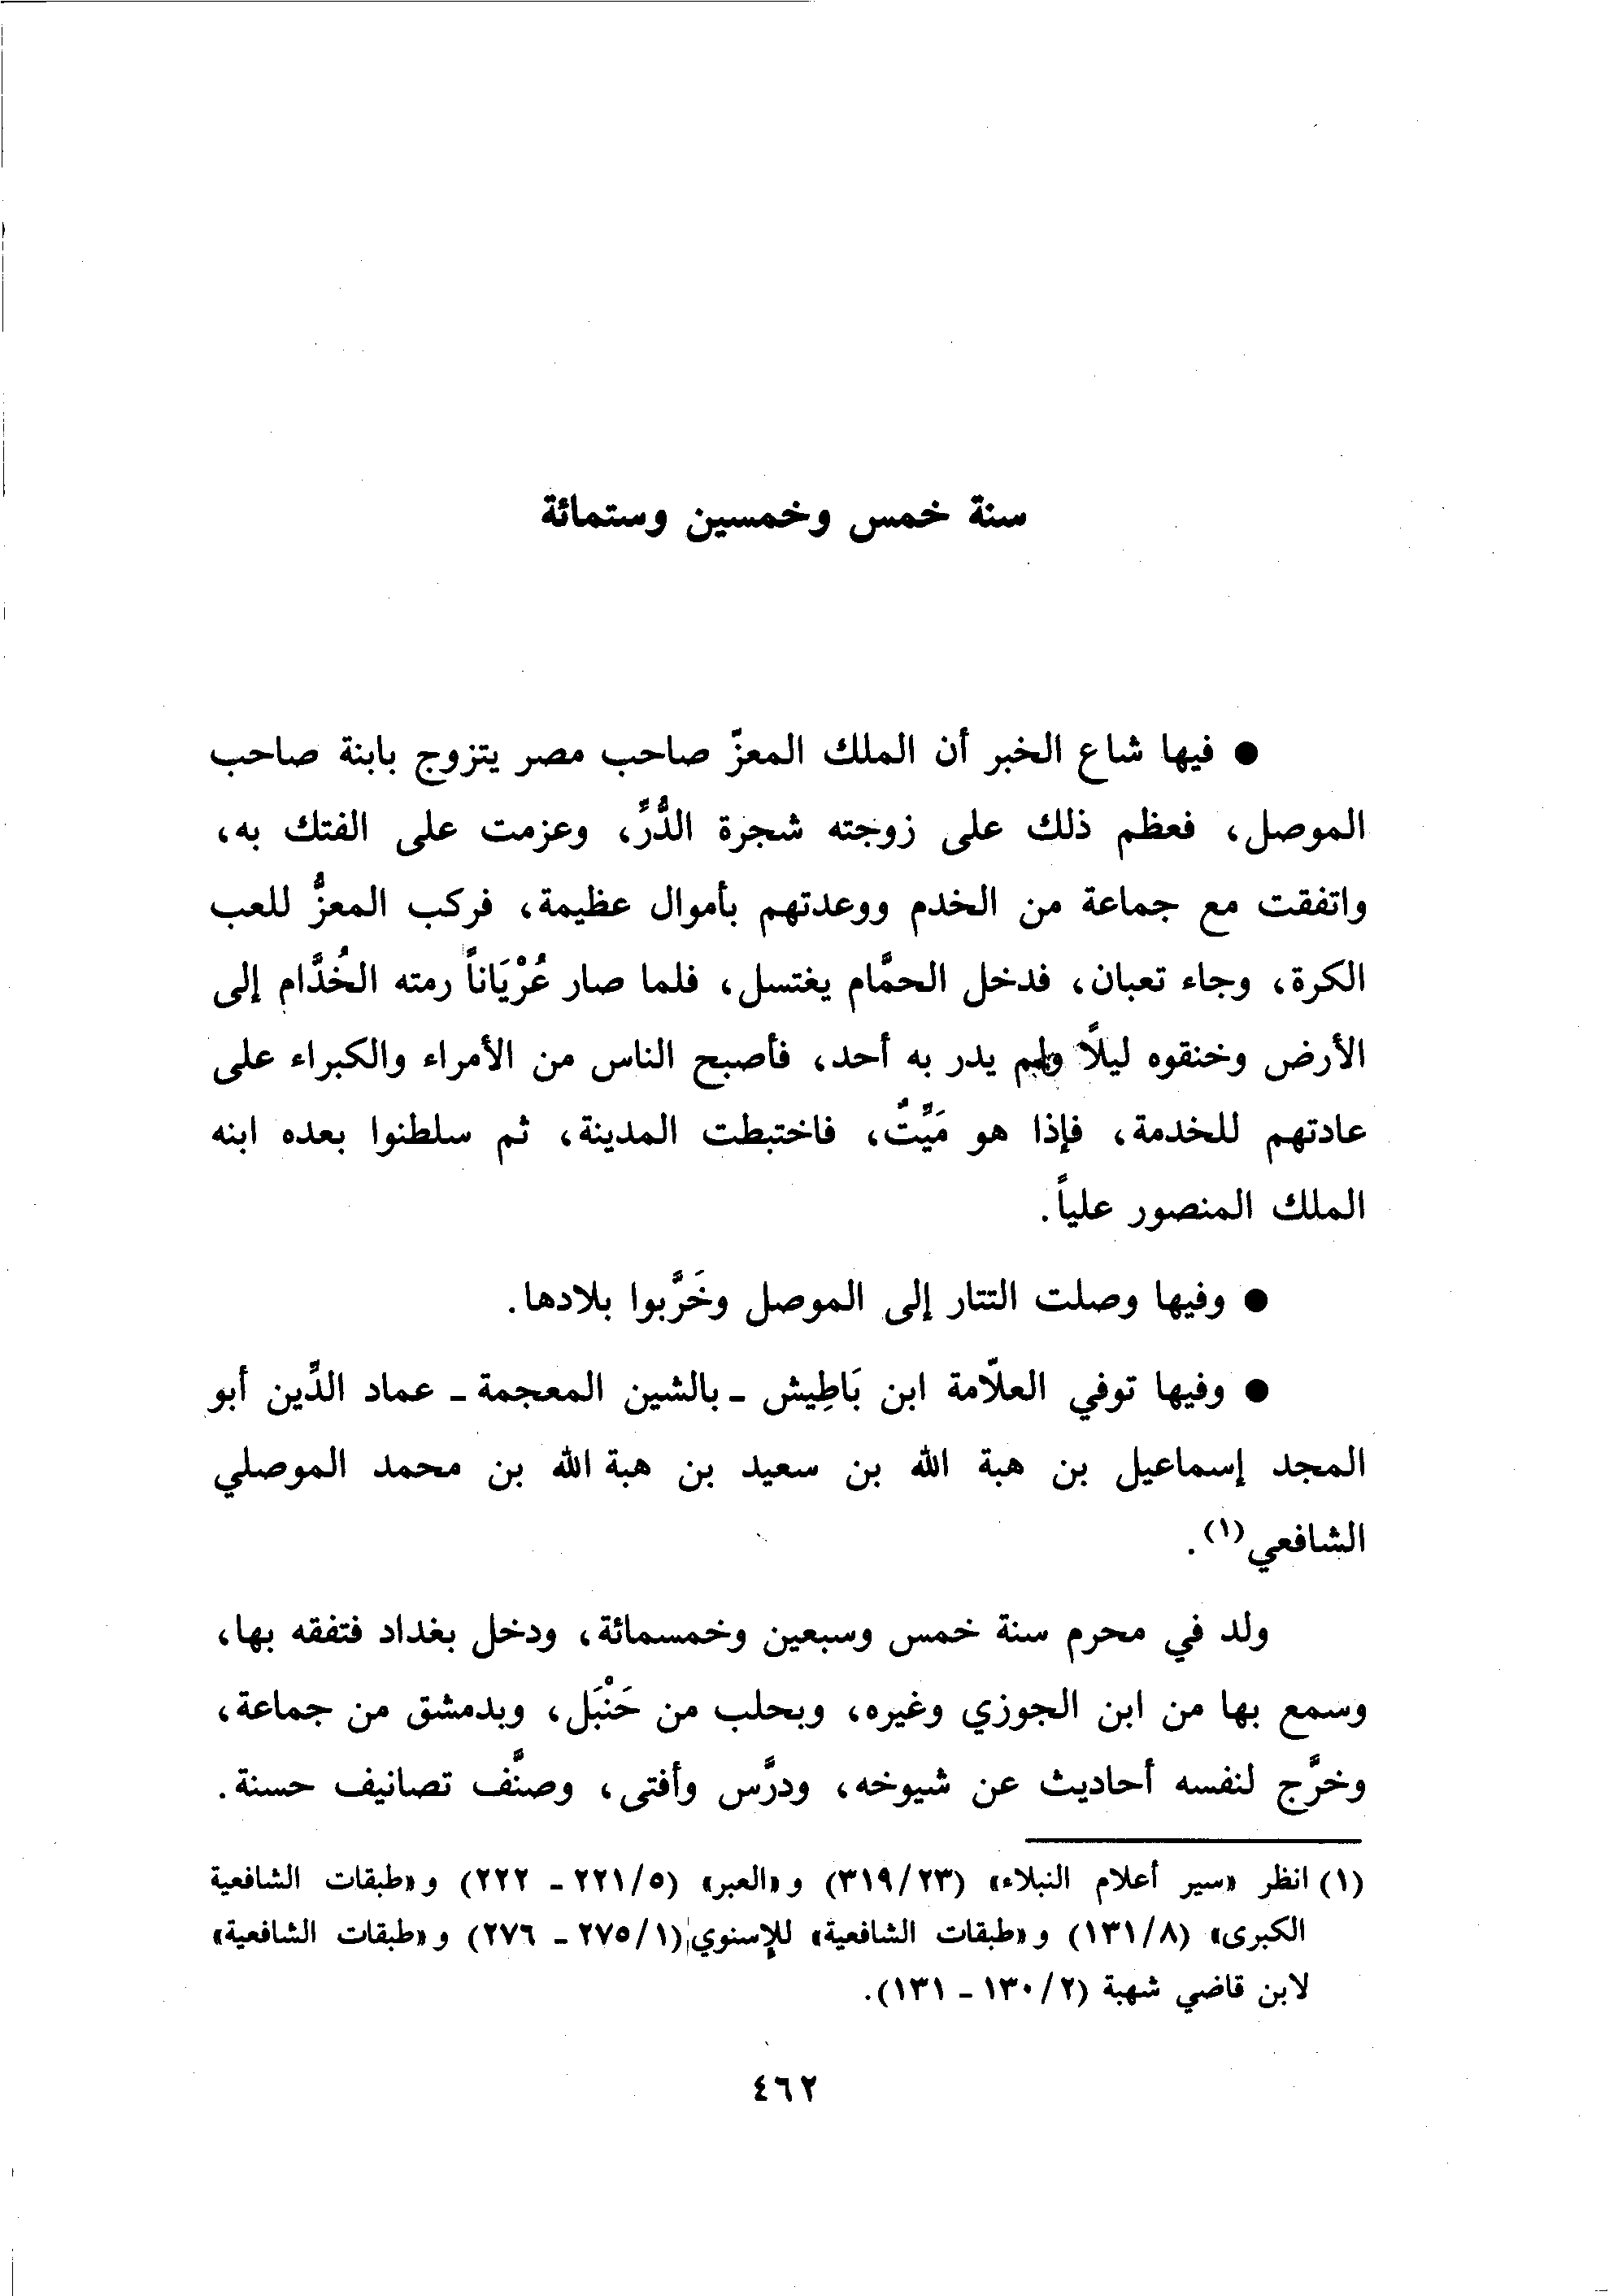 سنة خمس وخمسين وستمائة
● فيها شاع الخبر أن الملك المعزّ صاحب مصر يتزوج بابنة صاحب
الموصل، فعظم ذلك على زوجته شجرة الدُّرِّ، وعزمت على الفتك به،
واتفقت مع جماعة من الخدم ووعدتهم بأموال عظيمة، فركب المعزُّ للعب
الكرة، وجاء تعبان، فدخل الحمَّام يغتسل، فلما صار عُرْيَاناً رمته الخُدَّام إلى
الأرض وخنقوه ليلاً ولم يدر به أحد، فأصبح الناس من الأمراء والكبراء على
عادتهم للخدمة، فإذا هو مَيِّتٌ، فاختبطت المدينة، ثم سلطنوا بعده ابنه
الملك المنصور علياً.
● وفيها وصلت التتار إلى الموصل وخَرَّبوا بلادها.
● وفيها توفي العلّامة ابن بَاطِيش ـ بالشين المعجمة ـ عماد الدِّين أبو
المجد إسماعيل بن هبة الله بن سعيد بن هبة الله بن محمد الموصلي
الشافعي(١).
ولد في محرم سنة خمس وسبعين وخمسمائة، ودخل بغداد فتفقه بها،
وسمع بها من ابن الجوزي وغيره، وبحلب من حَنْبَل، وبدمشق من جماعة،
وخرَّج لنفسه أحاديث عن شيوخه، ودرَّس وأفتى، وصنَّف تصانيف حسنة.
(١) انظر «سير أعلام النبلاء» (٣١٩/٢٣) و«العبر» (٢٢١/٥ ـ ٢٢٢) و«طبقات الشافعية
الكبرى» (١٣١/٨) و«طبقات الشافعية» للإسنوي (٢٧٥/١ ـ ٢٧٦) و«طبقات الشافعية»
لابن قاضي شهبة (١٣٠/٢ ـ ١٣١).
٤٦٢